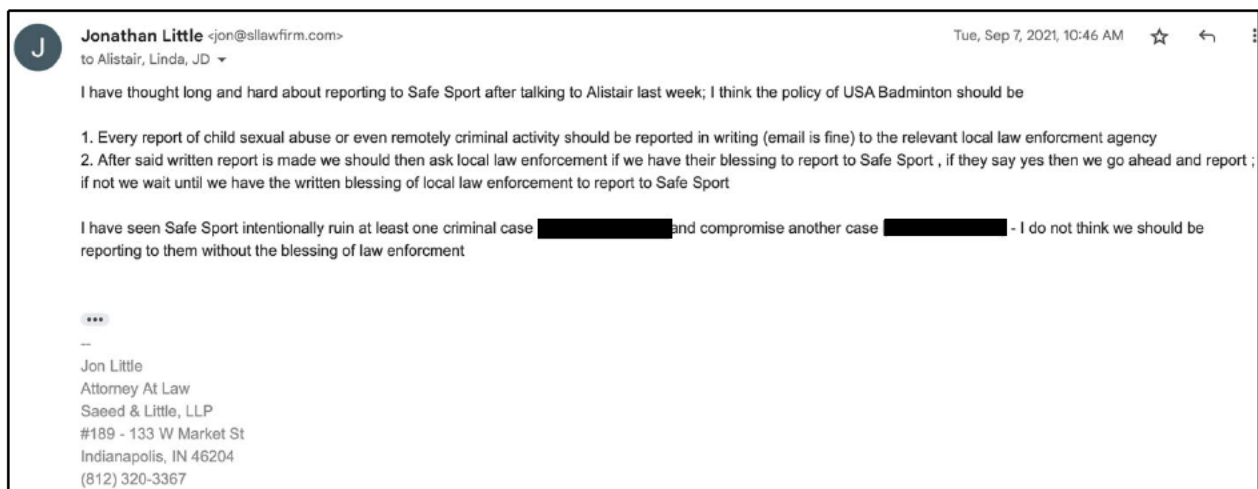 J
Jonathan Little <jon@sllawfirm.com>
Tue, Sep 7, 2021, 10:46 AM
to Alistair, Linda, JD
I have thought long and hard about reporting to Safe Sport after talking to Alistair last week; I think the policy of USA Badminton should be
1. Every report of child sexual abuse or even remotely criminal activity should be reported in writing (email is fine) to the relevant local law enforcment agency
2. After said written report is made we should then ask local law enforcement if we have their blessing to report to Safe Sport , if they say yes then we go ahead and report ;
if not we wait until we have the written blessing of local law enforcement to report to Safe Sport
I have seen Safe Sport intentionally ruin at least one criminal case and compromise another case - I do not think we should be
reporting to them without the blessing of law enforcment
--
Jon Little
Attorney At Law
Saeed & Little, LLP
#189 - 133 W Market St
Indianapolis, IN 46204
(812) 320-3367